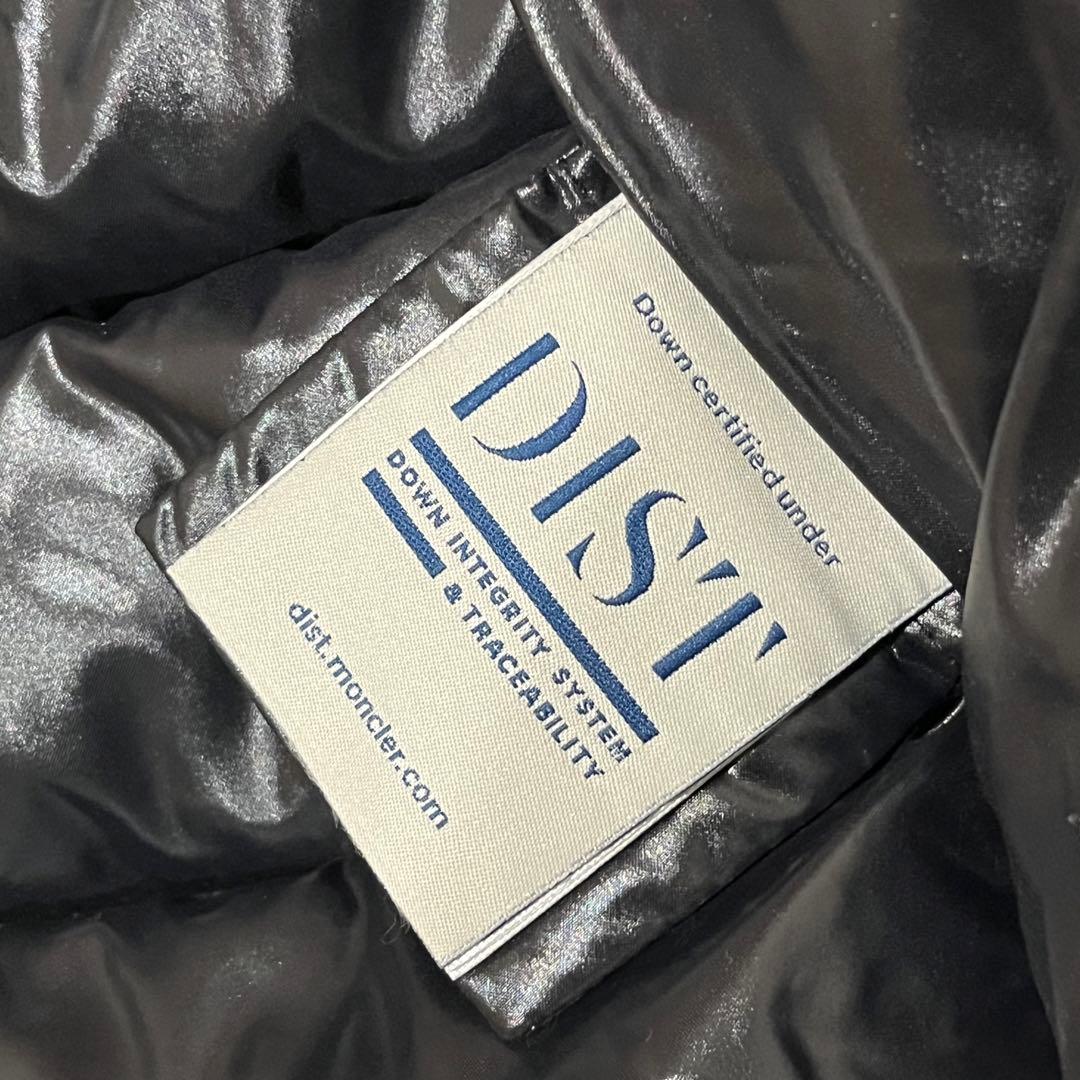 Down certified under
DIST
DOWN INTEGRITY SYSTEM
& TRACEABILITY
dist.moncler.com